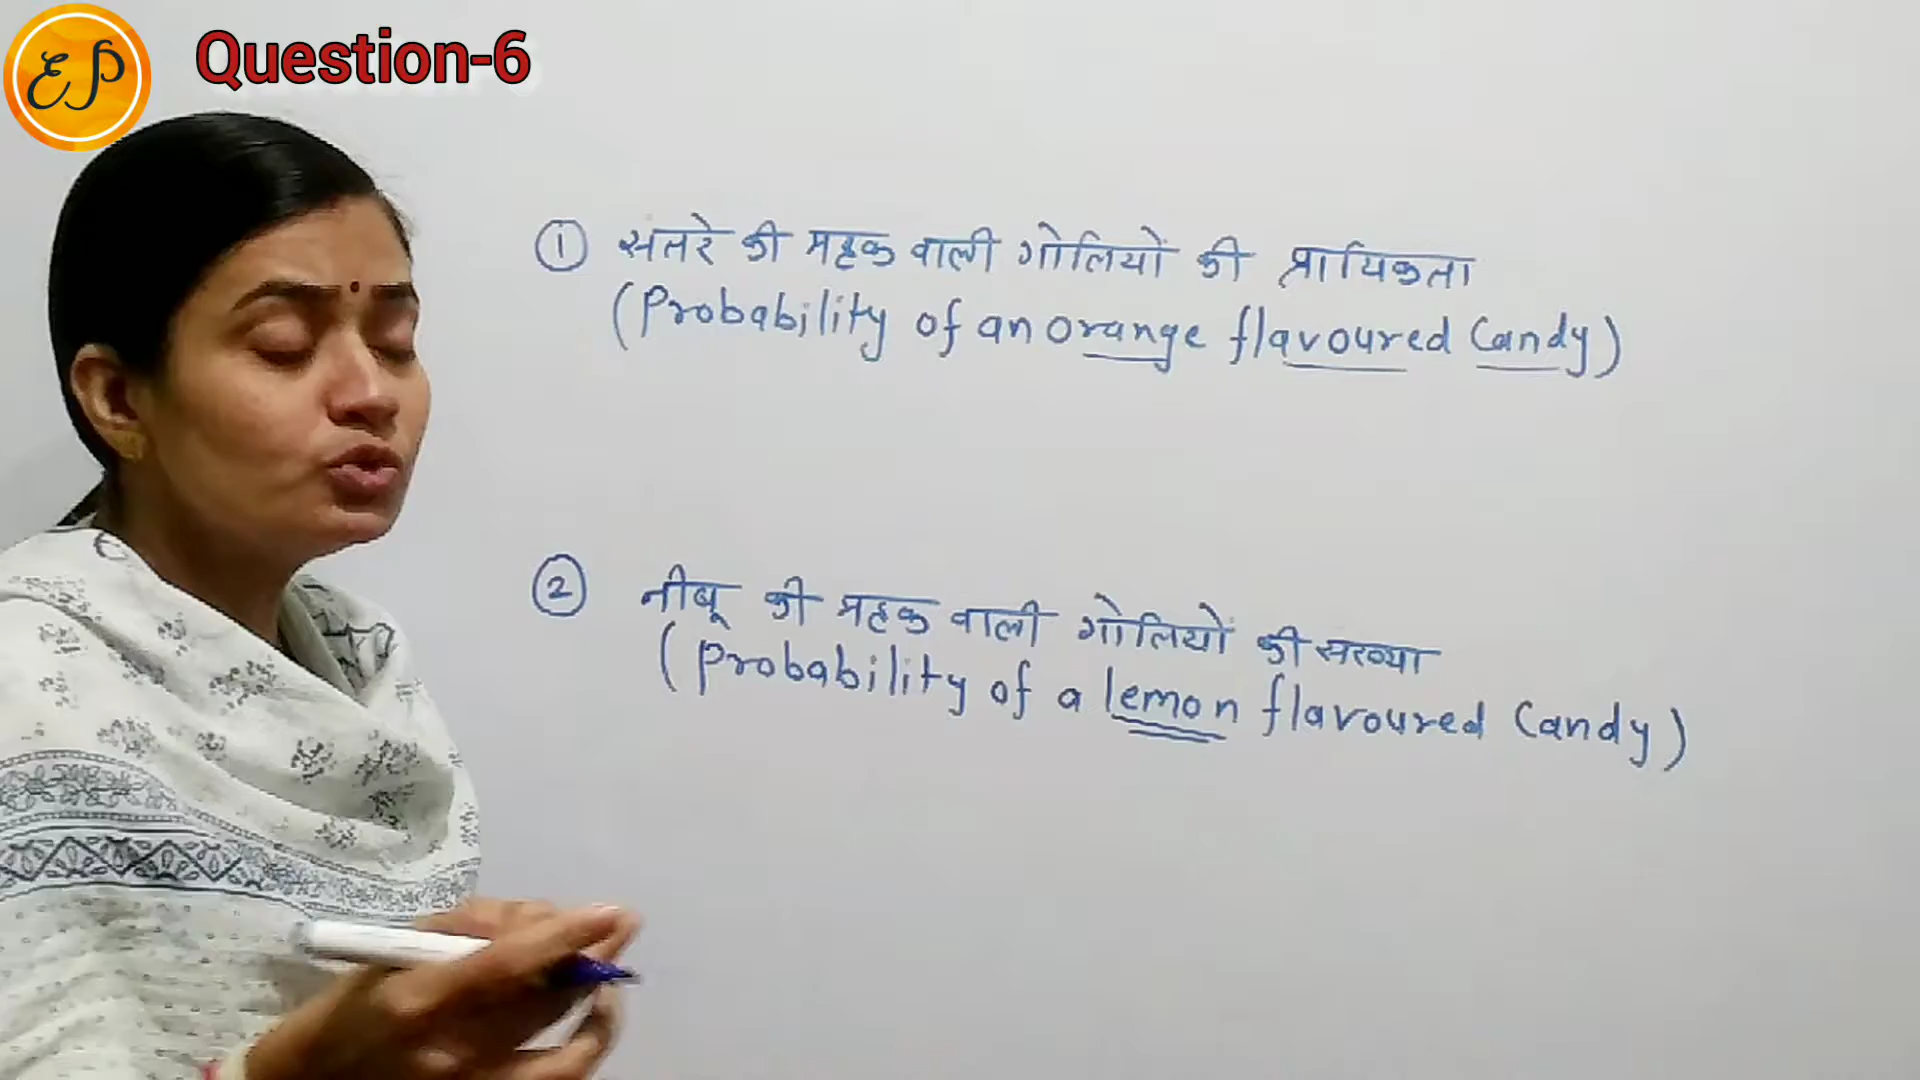 EP
Question-6
① संतरे की महक वाली गोलियों की प्रायिकता
(Probability of an orange flavoured Candy)
② नीबू की महक वाली गोलियों की संख्या
(Probability of a lemon flavoured Candy)